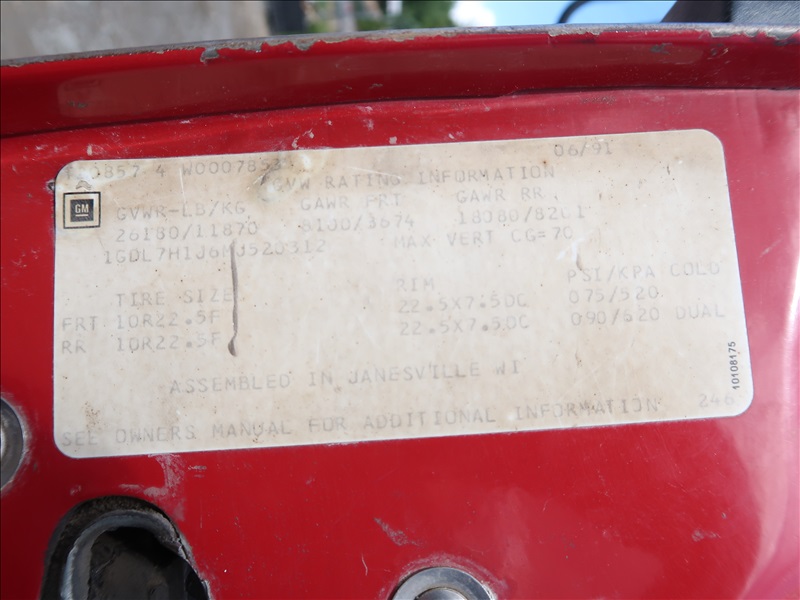 06/91
GVW RATING INFORMATION
GM
GVWR-LB/KG GAWR FRT GAWR RR
26180/11870 8100/3674 18080/8201
MAX VERT CG=70
TIRE SIZE RIM PSI/KPA COLD
FRT 10R22.5F 22.5X7.50C 075/520
RR 10R22.5F 22.5X7.50C 090/620 DUAL
ASSEMBLED IN JANESVILLE WI
10108175
SEE OWNERS MANUAL FOR ADDITIONAL INFORMATION 246